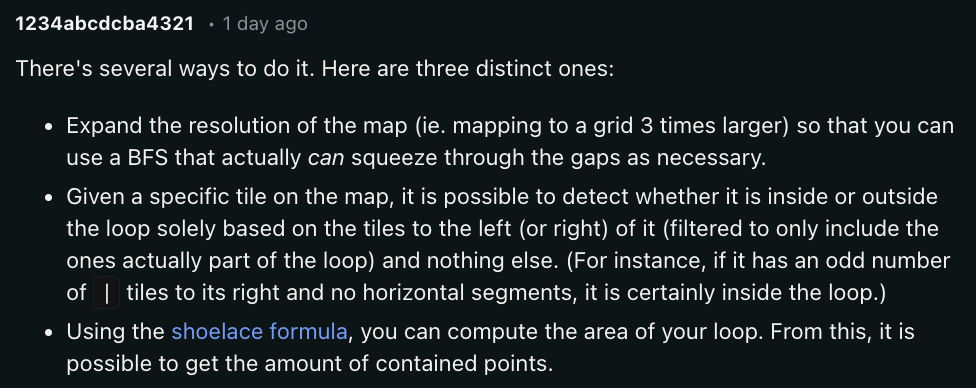 1234abcdcba4321 • 1 day ago
There's several ways to do it. Here are three distinct ones:
• Expand the resolution of the map (ie. mapping to a grid 3 times larger) so that you can
use a BFS that actually can squeeze through the gaps as necessary.
• Given a specific tile on the map, it is possible to detect whether it is inside or outside
the loop solely based on the tiles to the left (or right) of it (filtered to only include the
ones actually part of the loop) and nothing else. (For instance, if it has an odd number
of | tiles to its right and no horizontal segments, it is certainly inside the loop.)
• Using the shoelace formula, you can compute the area of your loop. From this, it is
possible to get the amount of contained points.